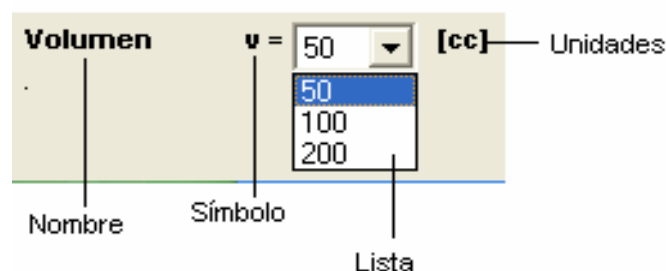 Volumen v = 50 [cc] Unidades
50
100
200
Nombre Símbolo
Lista